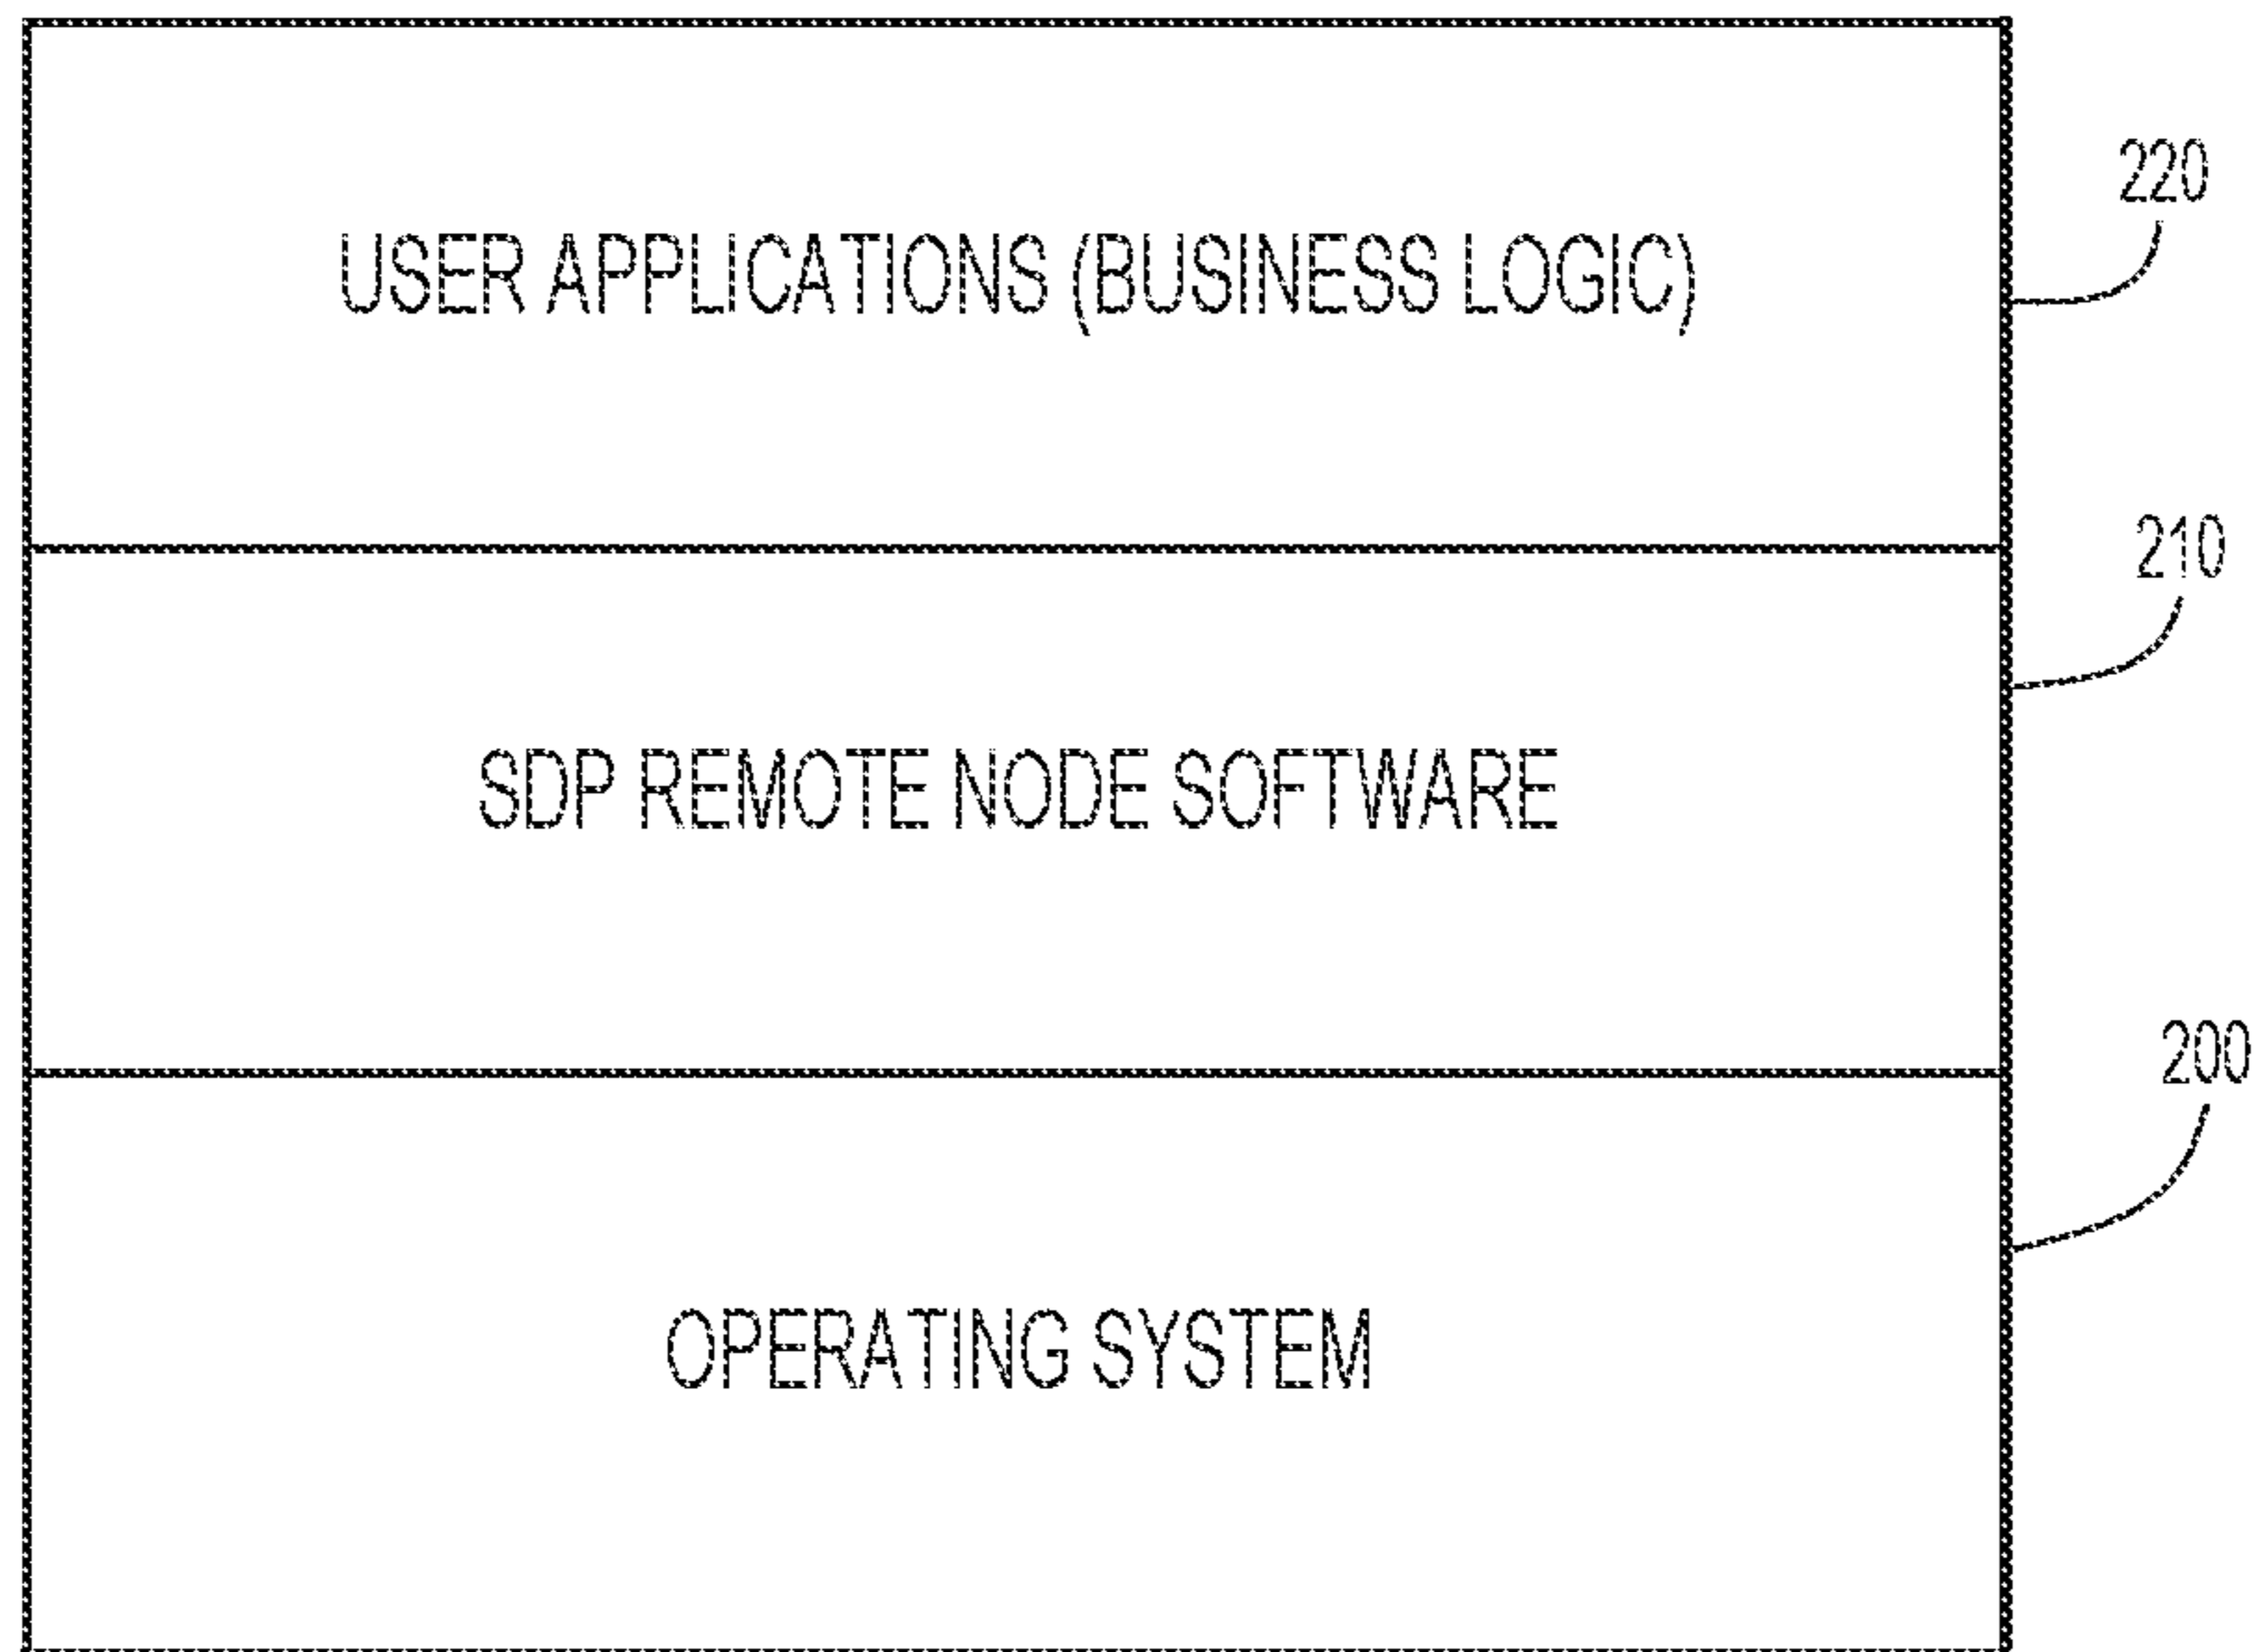 220
USER APPLICATIONS (BUSINESS LOGIC)
210
SDP REMOTE NODE SOFTWARE
200
OPERATING SYSTEM